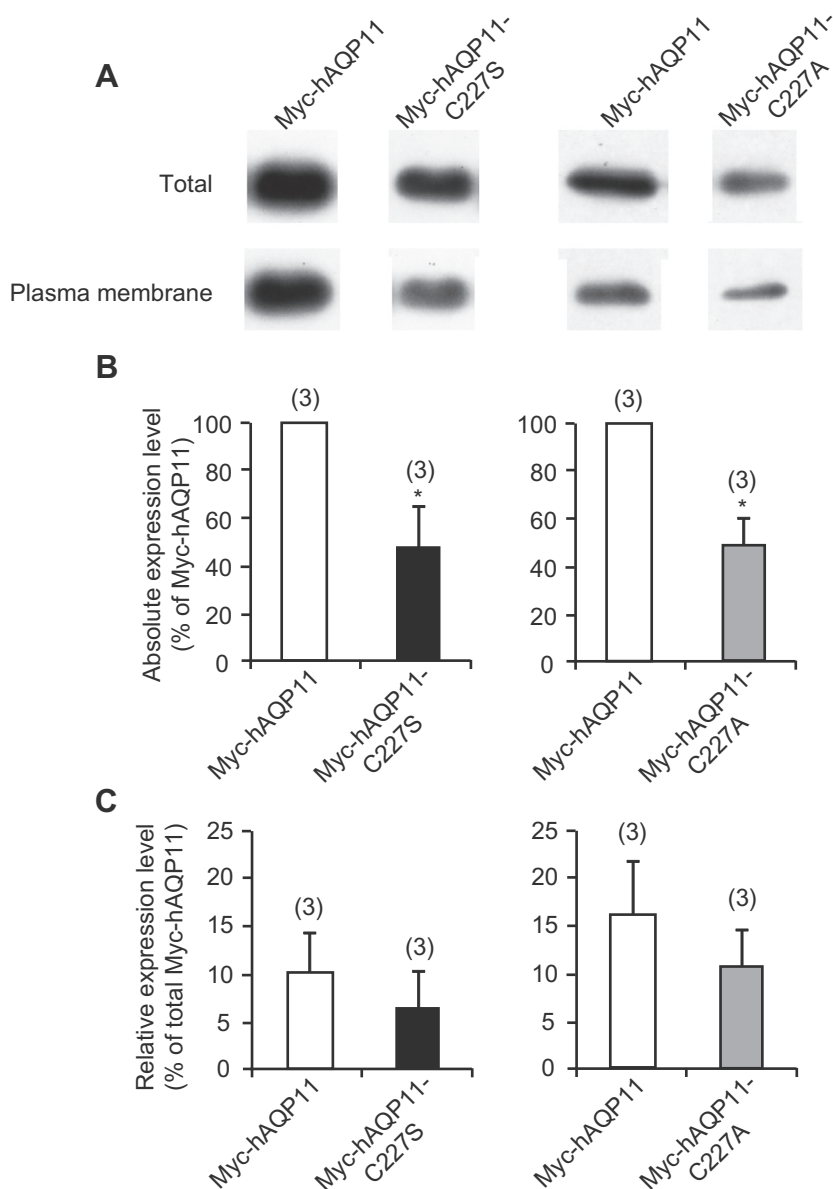 A
Myc-hAQP11
Myc-hAQP11-
C227S
Myc-hAQP11
Myc-hAQP11-
C227A
Total
Plasma membrane
B
Absolute expression level
(% of Myc-hAQP11)
100
80
60
40
20
0
(3)
(3)
*
Myc-hAQP11
Myc-hAQP11-
C227S
100
80
60
40
20
0
(3)
(3)
*
Myc-hAQP11
Myc-hAQP11-
C227A
C
Relative expression level
(% of total Myc-hAQP11)
25
20
15
10
5
0
(3)
(3)
Myc-hAQP11
Myc-hAQP11-
C227S
25
20
15
10
5
0
(3)
(3)
Myc-hAQP11
Myc-hAQP11-
C227A